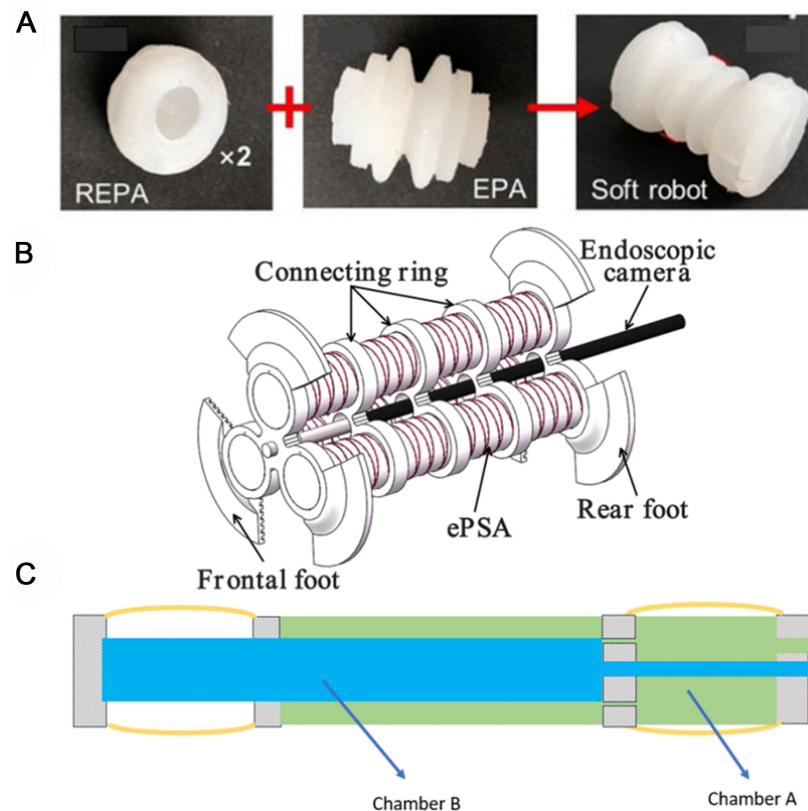 A
REPA
×2
EPA
Soft robot
B
Connecting ring
Endoscopic
camera
ePSA
Rear foot
Frontal foot
C
Chamber B
Chamber A